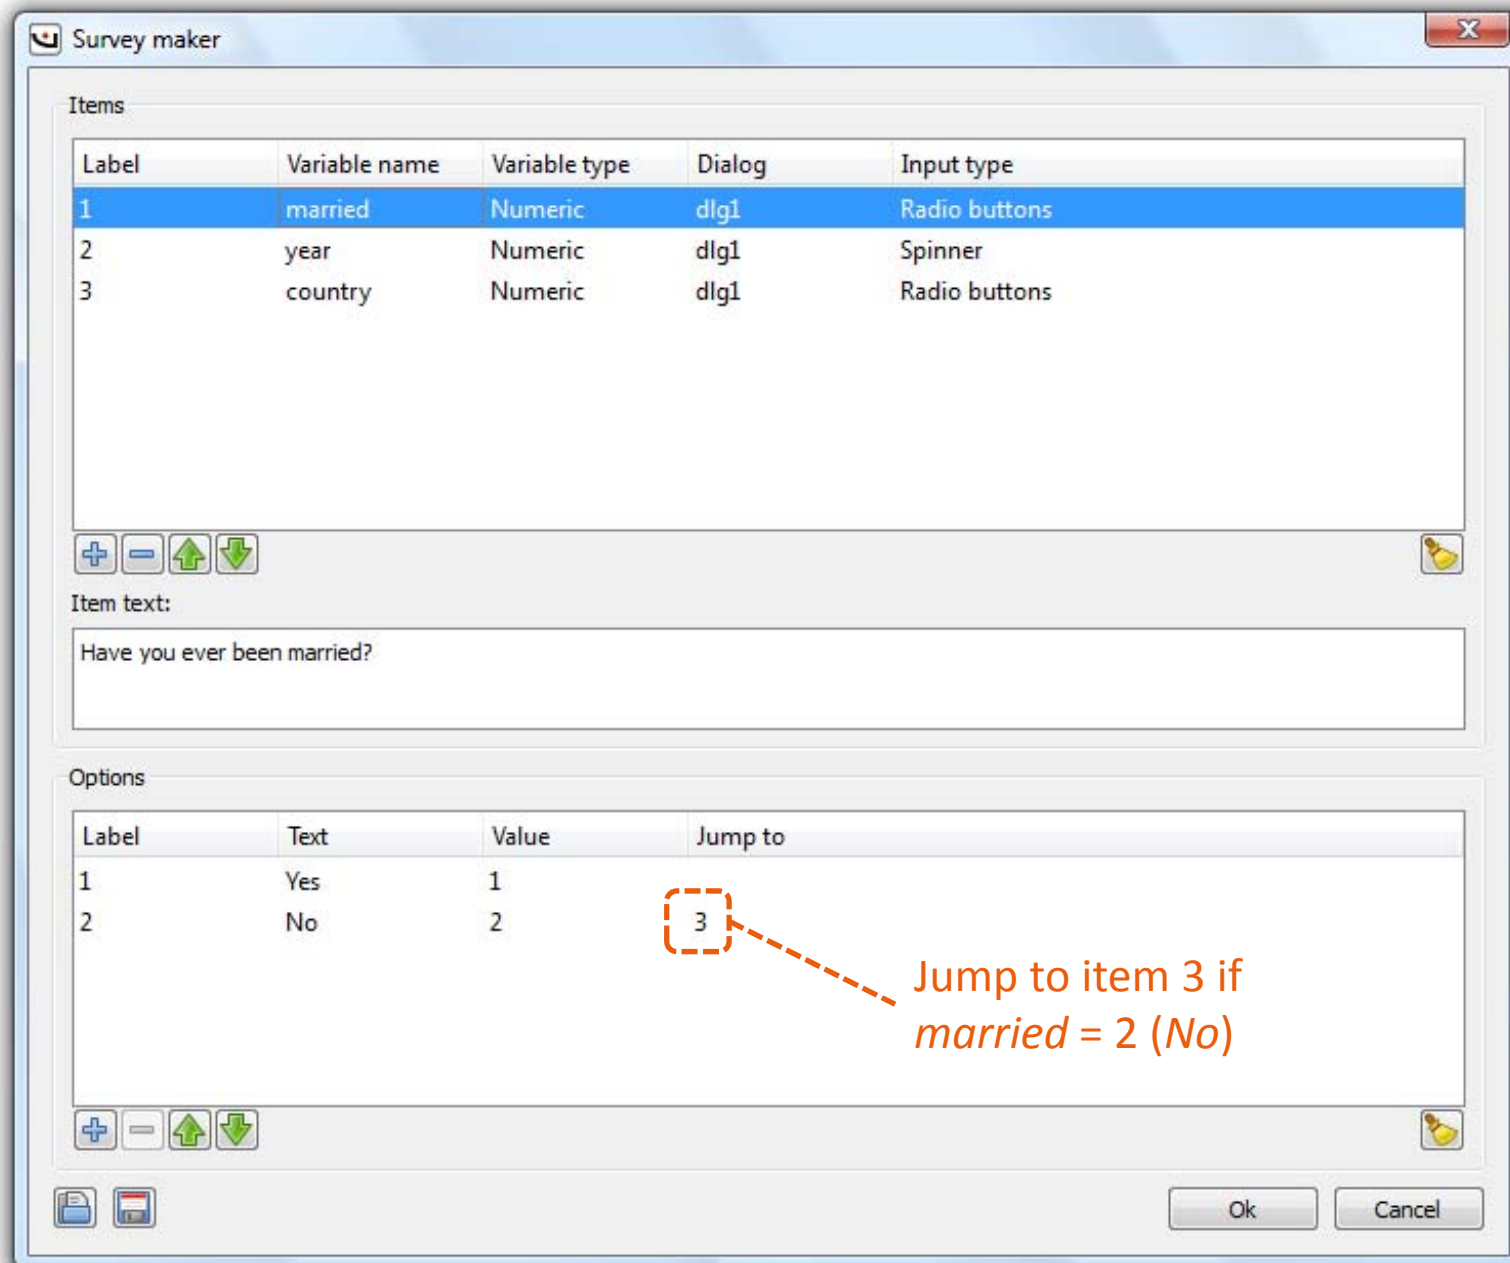 Survey maker
Items
Label Variable name Variable type Dialog Input type
1 married Numeric dlg1 Radio buttons
2 year Numeric dlg1 Spinner
3 country Numeric dlg1 Radio buttons
Item text:
Have you ever been married?
Options
Label Text Value Jump to
1 Yes 1
2 No 2 3
Jump to item 3 if
married = 2 (No)
Ok Cancel